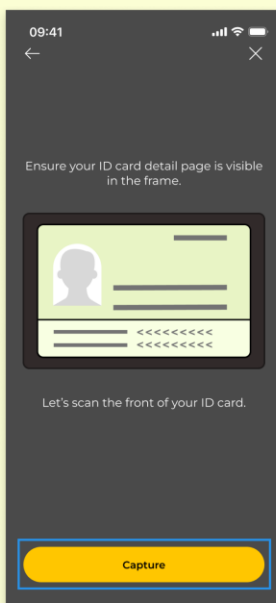 09:41
Ensure your ID card detail page is visible
in the frame.
<<<<<<<<<
<<<<<<<<<
Let's scan the front of your ID card.
Capture